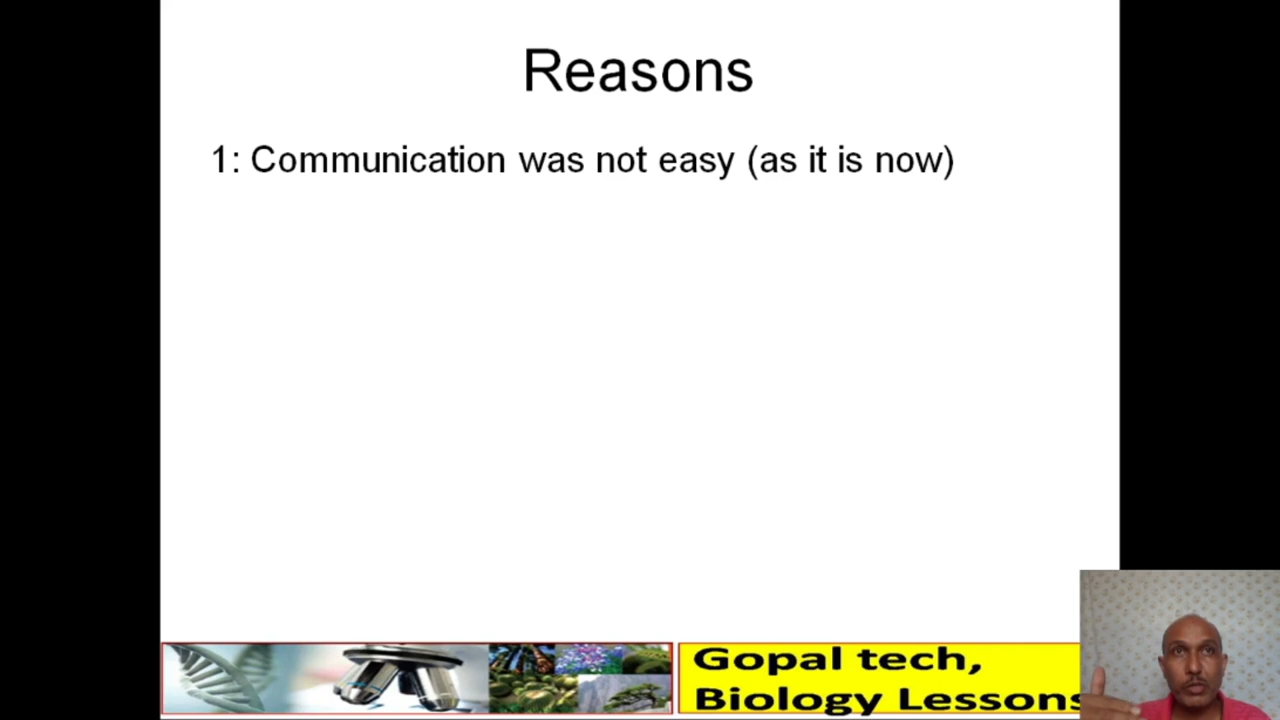 Reasons
1: Communication was not easy (as it is now)
Gopal tech,
Biology Lessons